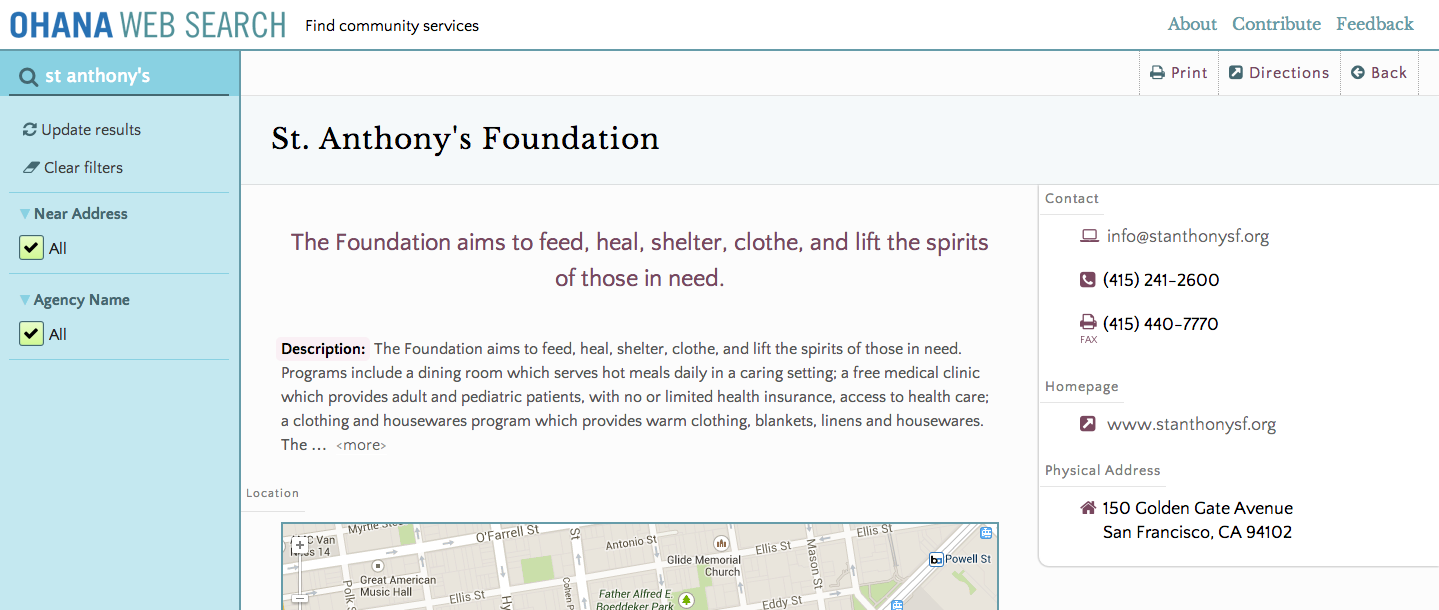 OHANA WEB SEARCH Find community services About Contribute Feedback
st anthony's
Print Directions Back
Update results
Clear filters
Near Address
All
Agency Name
All
St. Anthony's Foundation
The Foundation aims to feed, heal, shelter, clothe, and lift the spirits
of those in need.
Description: The Foundation aims to feed, heal, shelter, clothe, and lift the spirits of those in need.
Programs include a dining room which serves hot meals daily in a caring setting; a free medical clinic
which provides adult and pediatric patients, with no or limited health insurance, access to health care;
a clothing and housewares program which provides warm clothing, blankets, linens and housewares.
The … <more>
Contact
info@stanthonysf.org
(415) 241-2600
(415) 440-7770
FAX
Homepage
www.stanthonysf.org
Physical Address
150 Golden Gate Avenue
San Francisco, CA 94102
Location
Myrtle St
O'Farrell St
St
Antonio St
Ellis St
Mason St
Ellis St
Glide Memorial
Church
Powell St
Great American
Music Hall
Polk
Ellis St
Father Alfred E.
Boeddeker Park
Eddy St